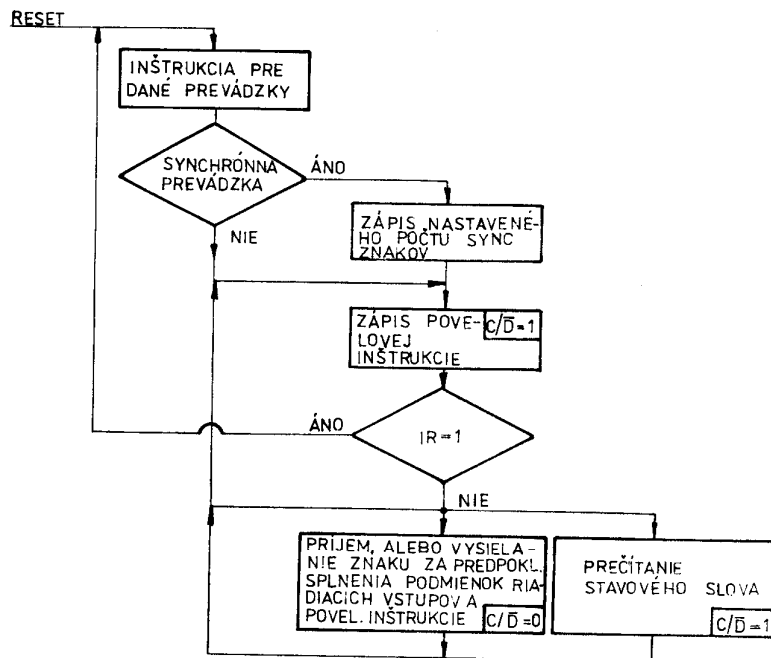 RESET
INŠTRUKCIA PRE
DANÉ PREVÁDZKY
SYNCHRÓNNA
PREVÁDZKA
ÁNO
NIE
ZÁPIS NASTAVENÉ-
HO POČTU SYNC
ZNAKOV
ZÁPIS POVE-
LOVEJ
INŠTRUKCIE
C/D̅=1
ÁNO
IR=1
NIE
PRÍJEM, ALEBO VYSIELA-
NIE ZNAKU ZA PREDPOKL.
SPLNENIA PODMIENOK RIA-
DIACICH VSTUPOV A
POVEL. INŠTRUKCIE
C/D̅=0
PREČÍTANIE
STAVOVÉHO SLOVA
C/D̅=1